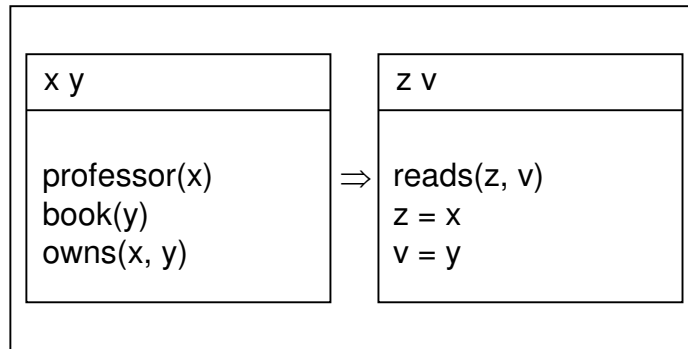 x y
professor(x)
book(y)
owns(x, y)
⇒
z v
reads(z, v)
z = x
v = y